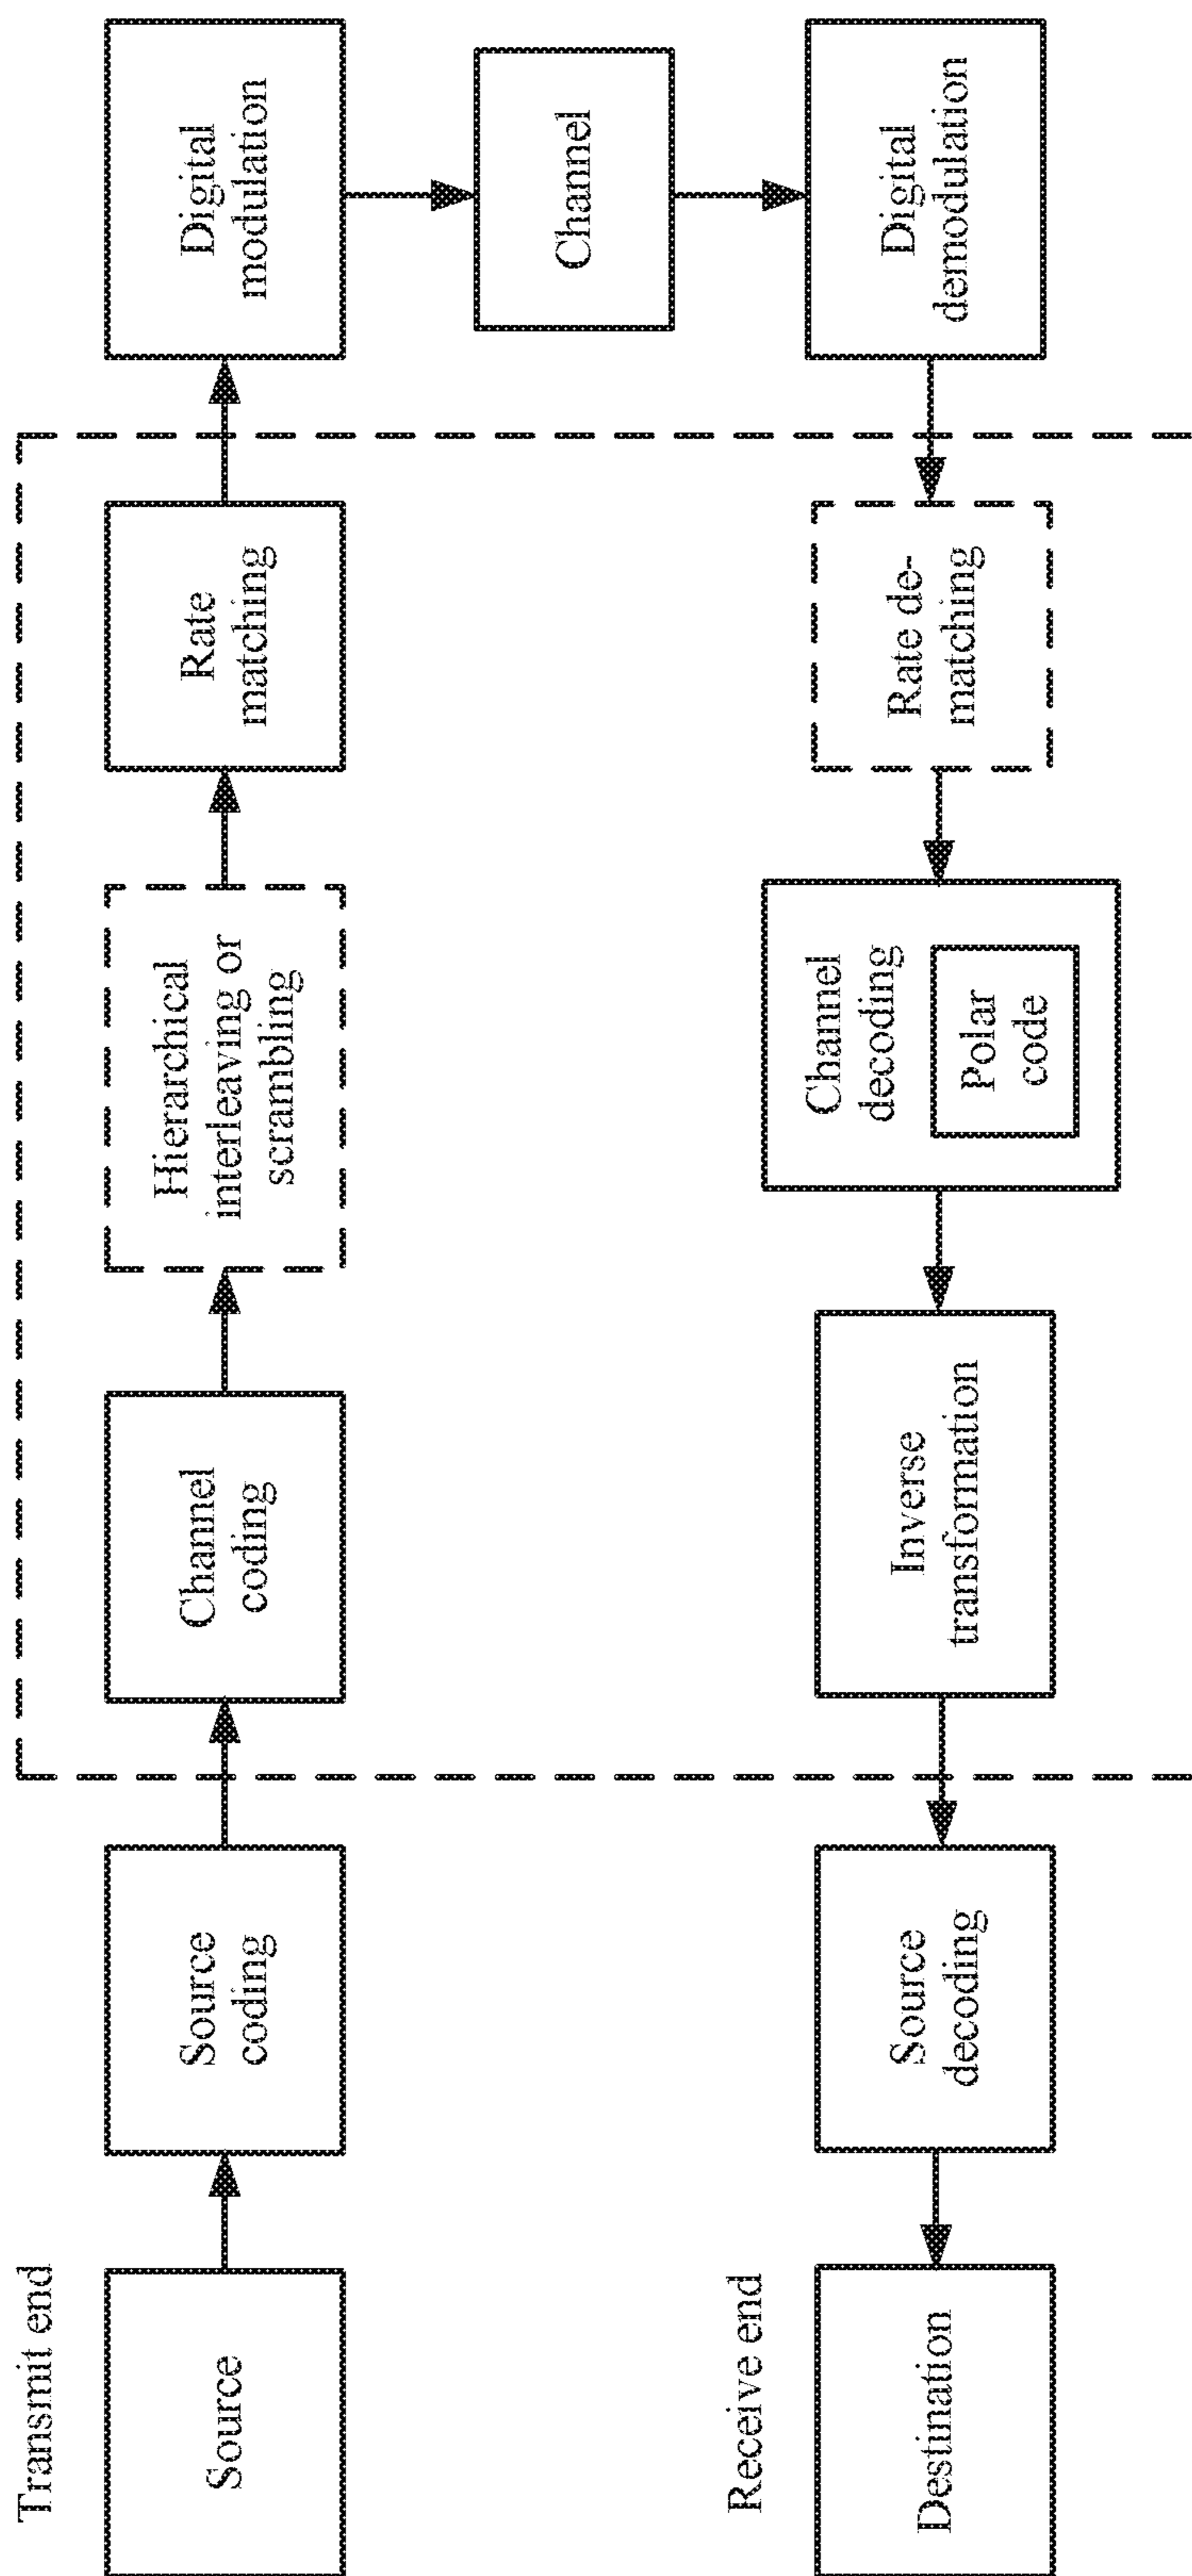 Transmit end
Source
Source
coding
Channel
coding
Hierarchical
interleaving or
scrambling
Rate
matching
Digital
modulation
Channel
Receive end
Destination
Source
decoding
Inverse
transformation
Channel
decoding
Polar
code
Rate de-
matching
Digital
demodulation